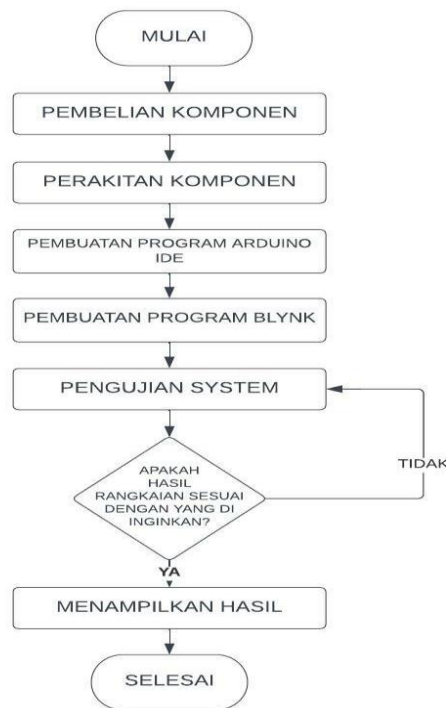 MULAI
PEMBELIAN KOMPONEN
PERAKITAN KOMPONEN
PEMBUATAN PROGRAM ARDUINO
IDE
PEMBUATAN PROGRAM BLYNK
PENGUJIAN SYSTEM
APAKAH
HASIL
RANGKAIAN SESUAI
DENGAN YANG DI
INGINKAN?
TIDAK
YA
MENAMPILKAN HASIL
SELESAI